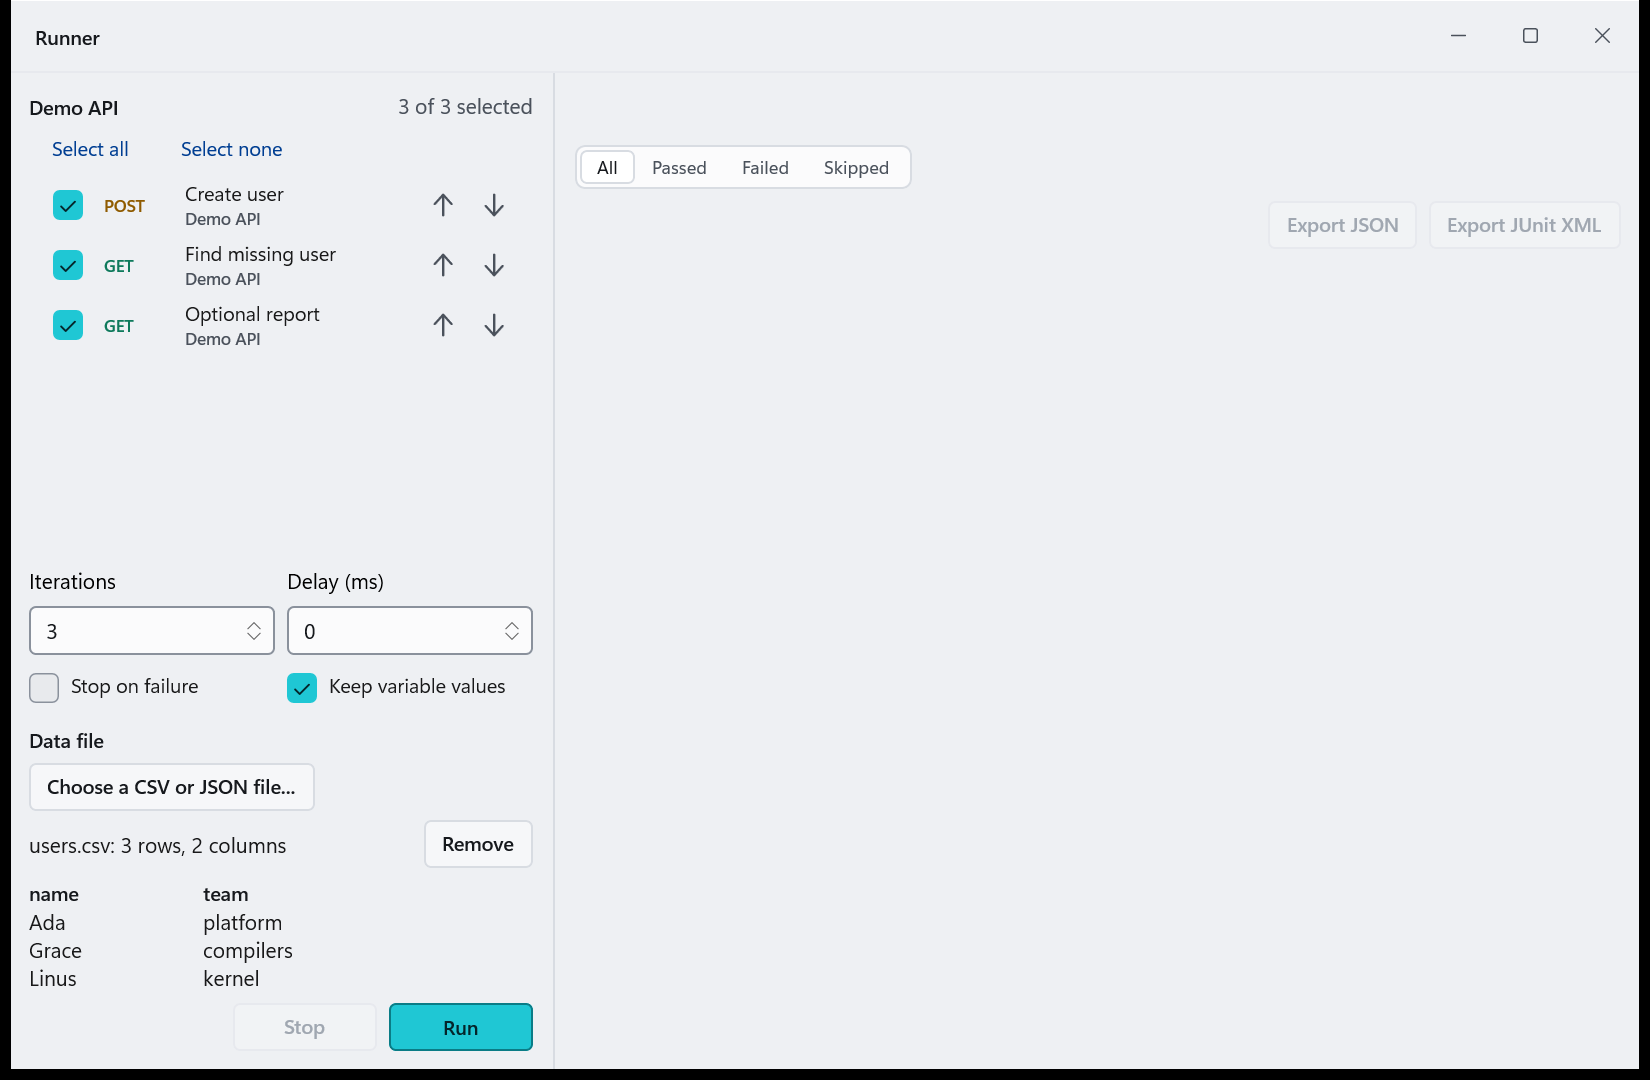 Runner
Demo API
3 of 3 selected
Select all
Select none
POST
Create user
Demo API
GET
Find missing user
Demo API
GET
Optional report
Demo API
Iterations
Delay (ms)
3
0
Stop on failure
Keep variable values
Data file
Choose a CSV or JSON file...
users.csv: 3 rows, 2 columns
Remove
name team
Ada platform
Grace compilers
Linus kernel
Stop
Run
All
Passed
Failed
Skipped
Export JSON
Export JUnit XML